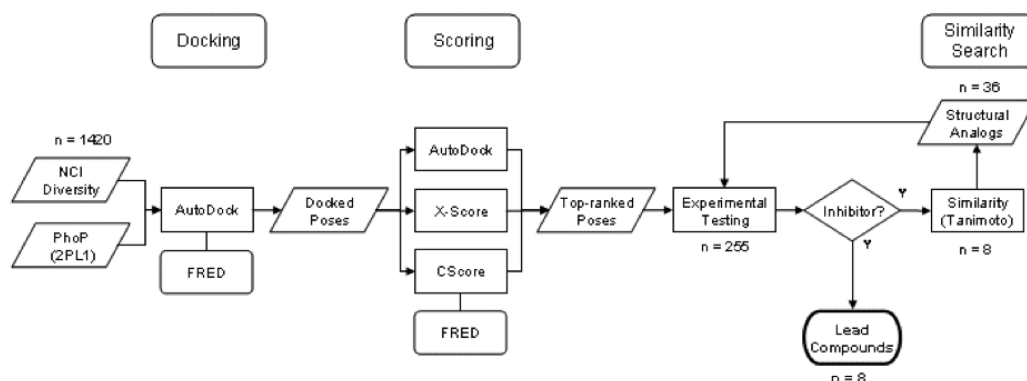 Docking
Scoring
Similarity
Search
n = 36
n = 1420
NCI
Diversity
PhoP
(2PL1)
AutoDock
FRED
Docked
Poses
AutoDock
X-Score
CScore
FRED
Top-ranked
Poses
Experimental
Testing
n = 255
Inhibitor?
Y
Y
Structural
Analogs
Similarity
(Tanimoto)
n = 8
Lead
Compounds
n = 8